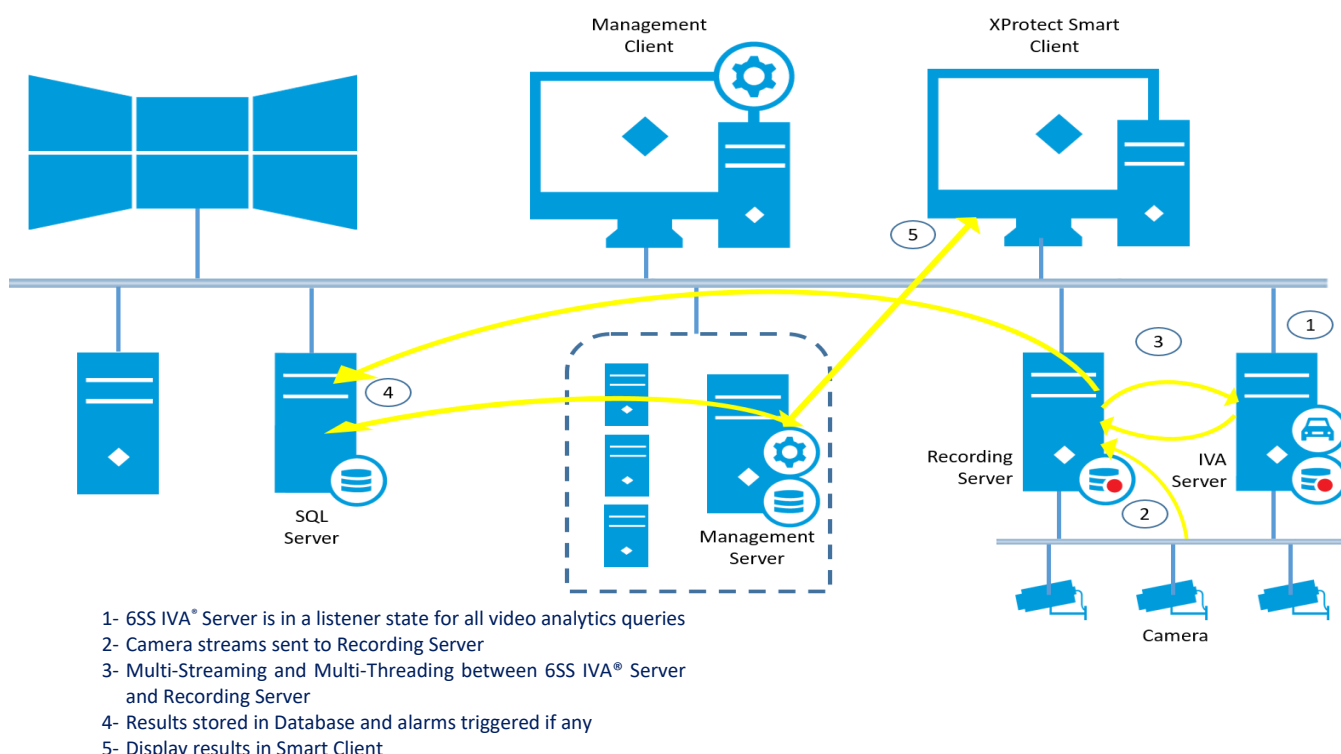 Management
Client
XProtect Smart
Client
5
1
3
4
Recording
Server
IVA
Server
2
SQL
Server
Management
Server
Camera
1- 6SS IVA® Server is in a listener state for all video analytics queries
2- Camera streams sent to Recording Server
3- Multi-Streaming and Multi-Threading between 6SS IVA® Server
and Recording Server
4- Results stored in Database and alarms triggered if any
5- Display results in Smart Client